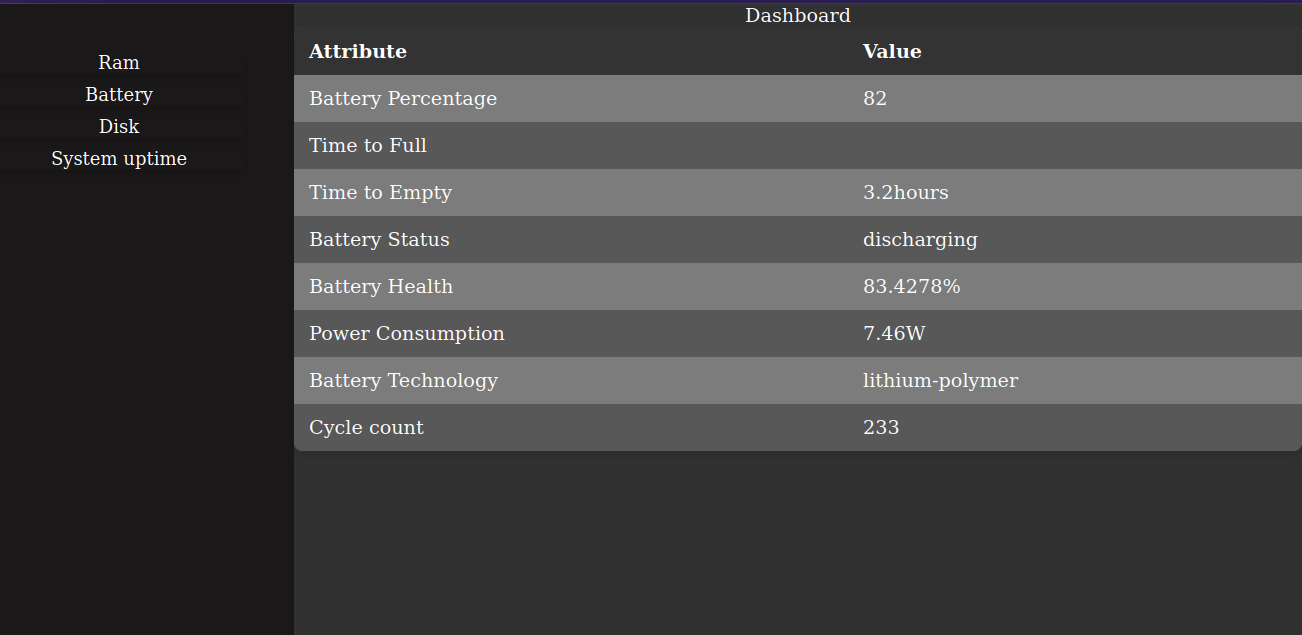 Dashboard
Ram
Battery
Disk
System uptime
Attribute Value
Battery Percentage 82
Time to Full
Time to Empty 3.2hours
Battery Status discharging
Battery Health 83.4278%
Power Consumption 7.46W
Battery Technology lithium-polymer
Cycle count 233